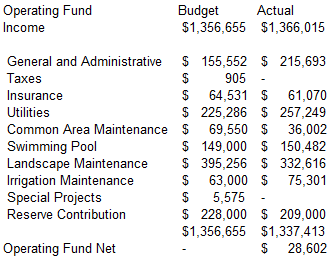 Operating Fund Budget Actual
Income $1,356,655 $1,366,015
General and Administrative $ 155,552 $ 215,693
Taxes $ 905 -
Insurance $ 64,531 $ 61,070
Utilities $ 225,286 $ 257,249
Common Area Maintenance $ 69,550 $ 36,002
Swimming Pool $ 149,000 $ 150,482
Landscape Maintenance $ 395,256 $ 332,616
Irrigation Maintenance $ 63,000 $ 75,301
Special Projects $ 5,575 -
Reserve Contribution $ 228,000 $ 209,000
$1,356,655 $1,337,413
Operating Fund Net - $ 28,602